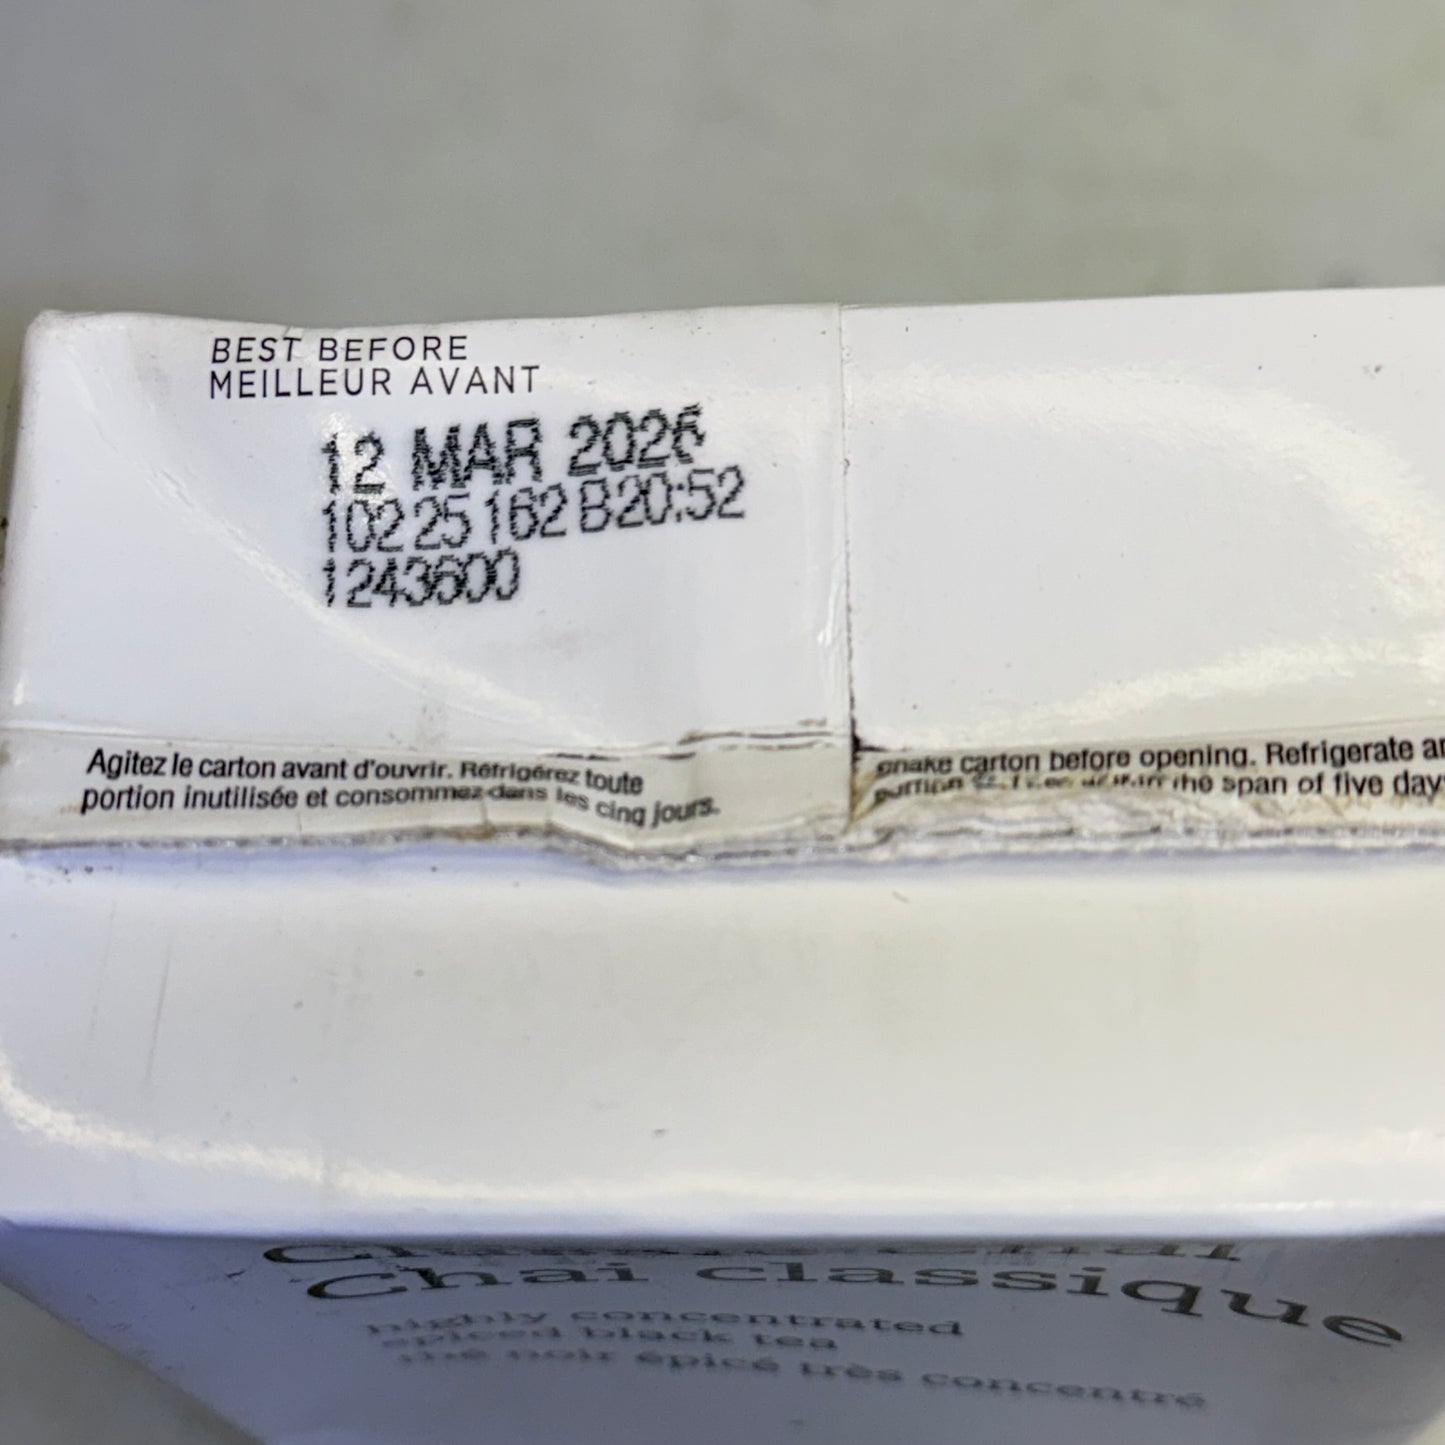 BEST BEFORE
MEILLEUR AVANT
12 MAR 2026
102 25 162 B20:52
1243600
Agitez le carton avant d'ouvrir. Réfrigérez toute
portion inutilisée et consommez dans les cinq jours.
carton before opening. Refrigerate
the span of five
Classic Chai
Chai classique
highly concentrated
spiced black tea
thé noir épicé très concentré